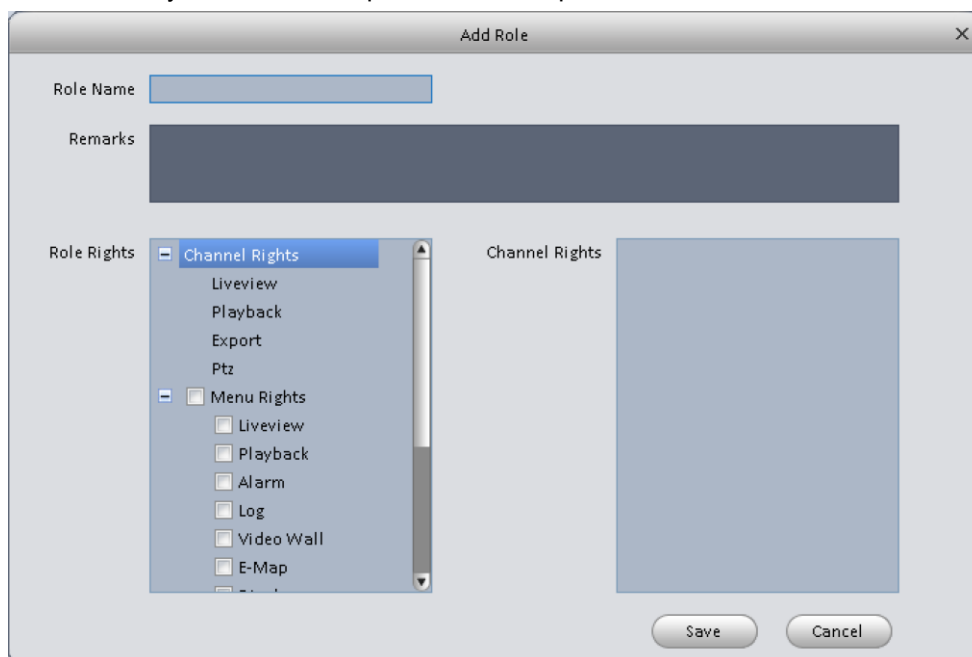 Add Role
Role Name
Remarks
Role Rights
Channel Rights
Liveview
Playback
Export
Ptz
Menu Rights
Liveview
Playback
Alarm
Log
Video Wall
E-Map
Channel Rights
Save
Cancel